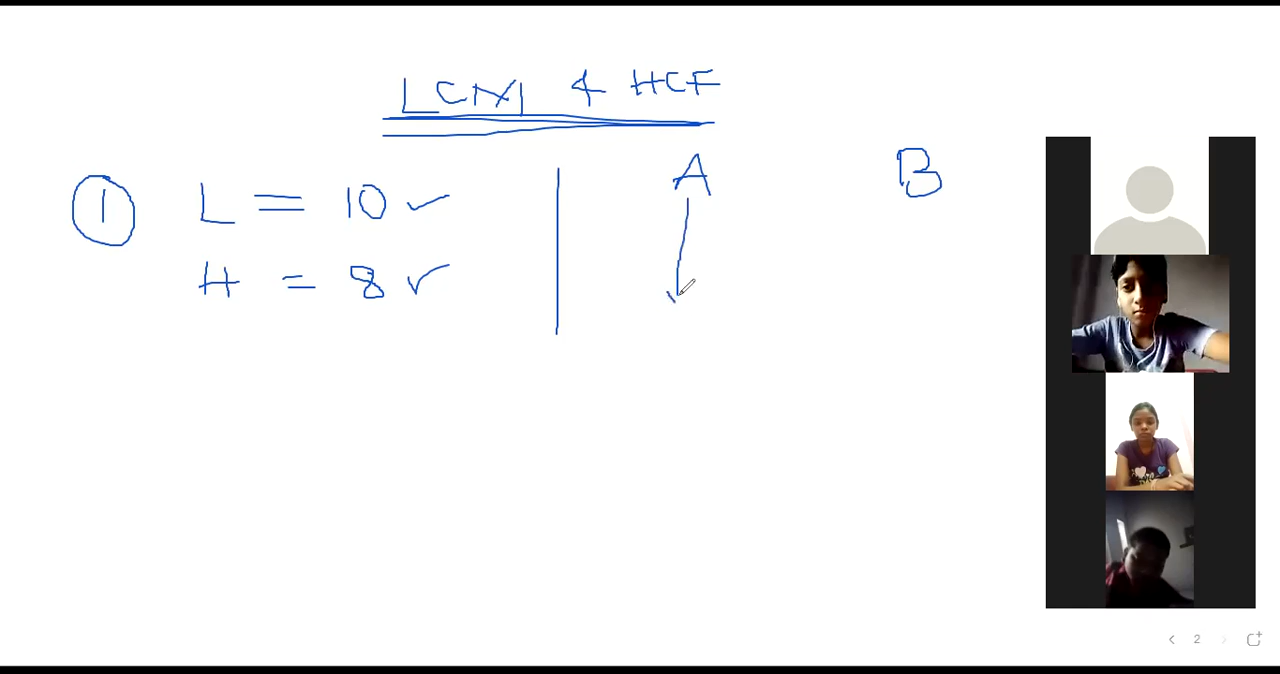 LCM & HCF
① L = 10 ✓
H = 8 ✓
A B
2